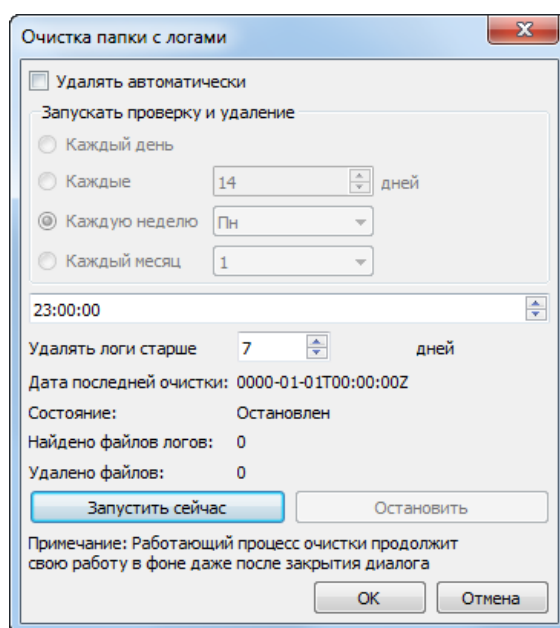 Очистка папки с логами
Удалять автоматически
Запускать проверку и удаление
Каждый день
Каждые 14 дней
Каждую неделю Пн
Каждый месяц 1
23:00:00
Удалять логи старше 7 дней
Дата последней очистки: 0000-01-01T00:00:00Z
Состояние: Остановлен
Найдено файлов логов: 0
Удалено файлов: 0
Запустить сейчас Остановить
Примечание: Работающий процесс очистки продолжит
свою работу в фоне даже после закрытия диалога
OK Отмена